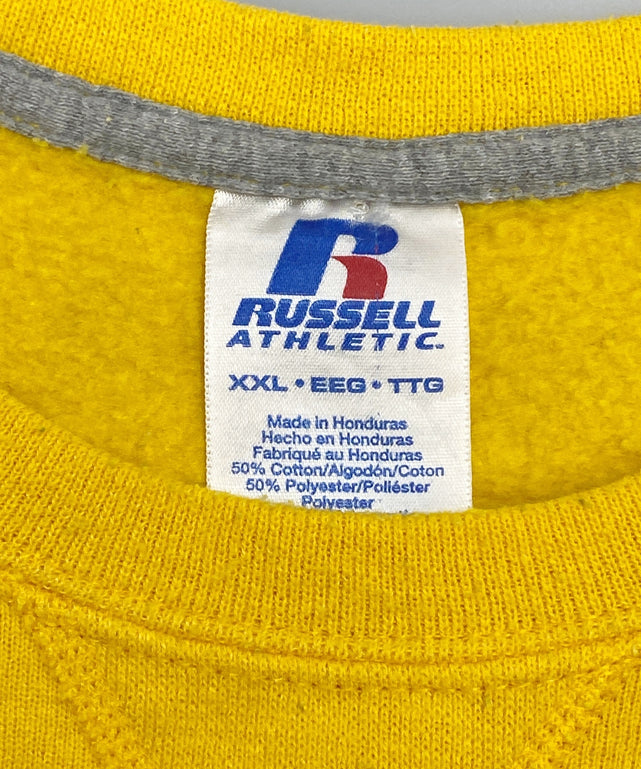 R
RUSSELL
ATHLETIC
XXL • EEG • TTG
Made in Honduras
Hecho en Honduras
Fabriqué au Honduras
50% Cotton/Algodón/Coton
50% Polyester/Poliéster
Polyester